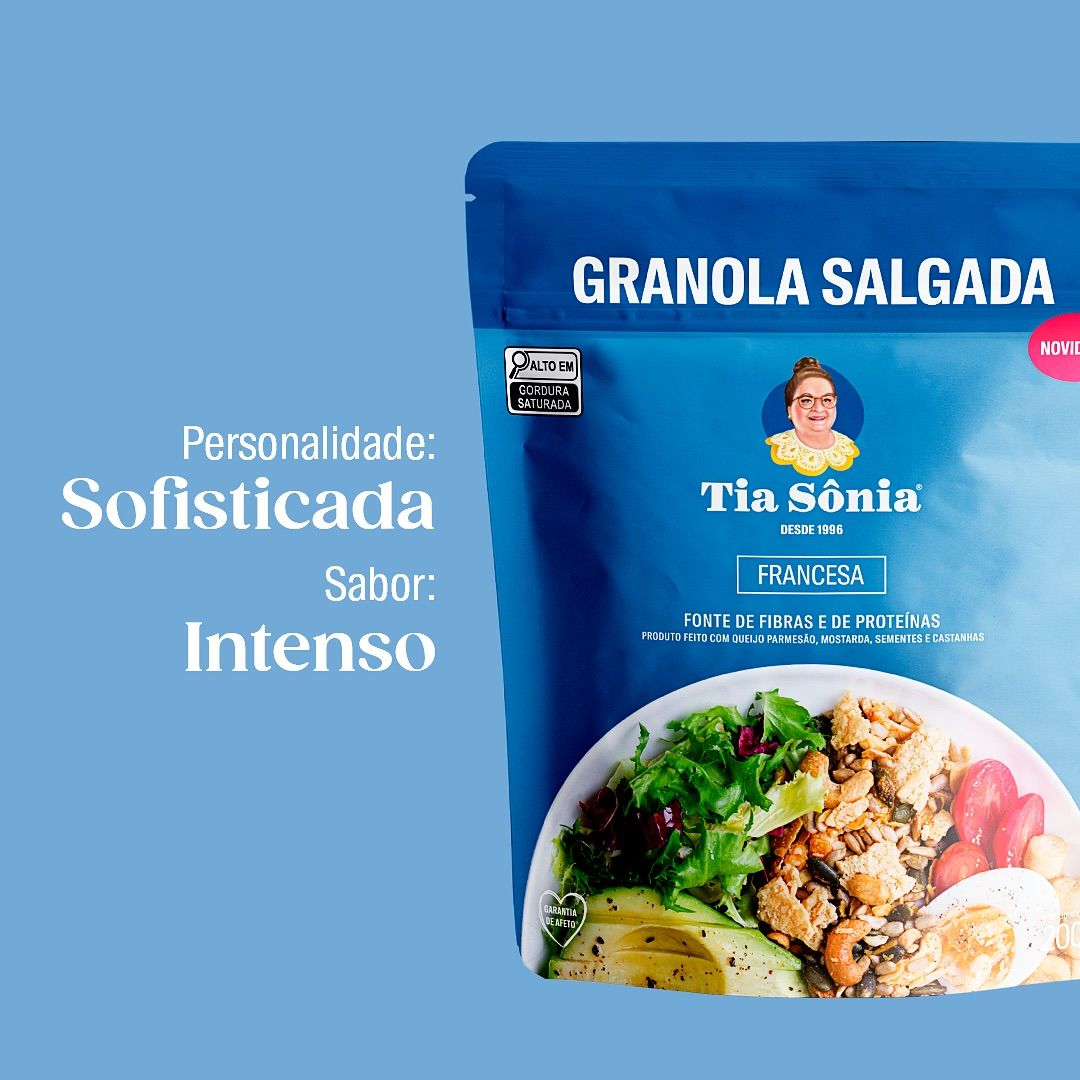 Personalidade:
Sofisticada
Sabor:
Intenso
GRANOLA SALGADA
NOVID
ALTO EM
GORDURA
SATURADA
Tia Sônia®
DESDE 1996
FRANCESA
FONTE DE FIBRAS E DE PROTEÍNAS
PRODUTO FEITO COM QUEIJO PARMESÃO, MOSTARDA, SEMENTES E CASTANHAS
GARANTIA
DE AFETO
200